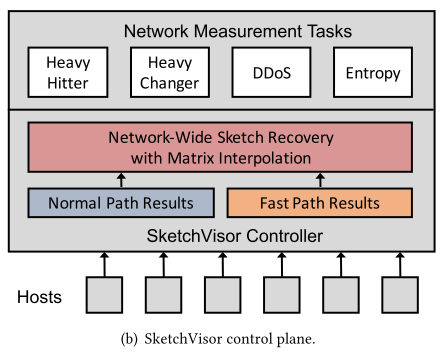 Network Measurement Tasks
Heavy
Hitter
Heavy
Changer
DDoS
Entropy
Network-Wide Sketch Recovery
with Matrix Interpolation
Normal Path Results
Fast Path Results
SketchVisor Controller
Hosts
(b) SketchVisor control plane.